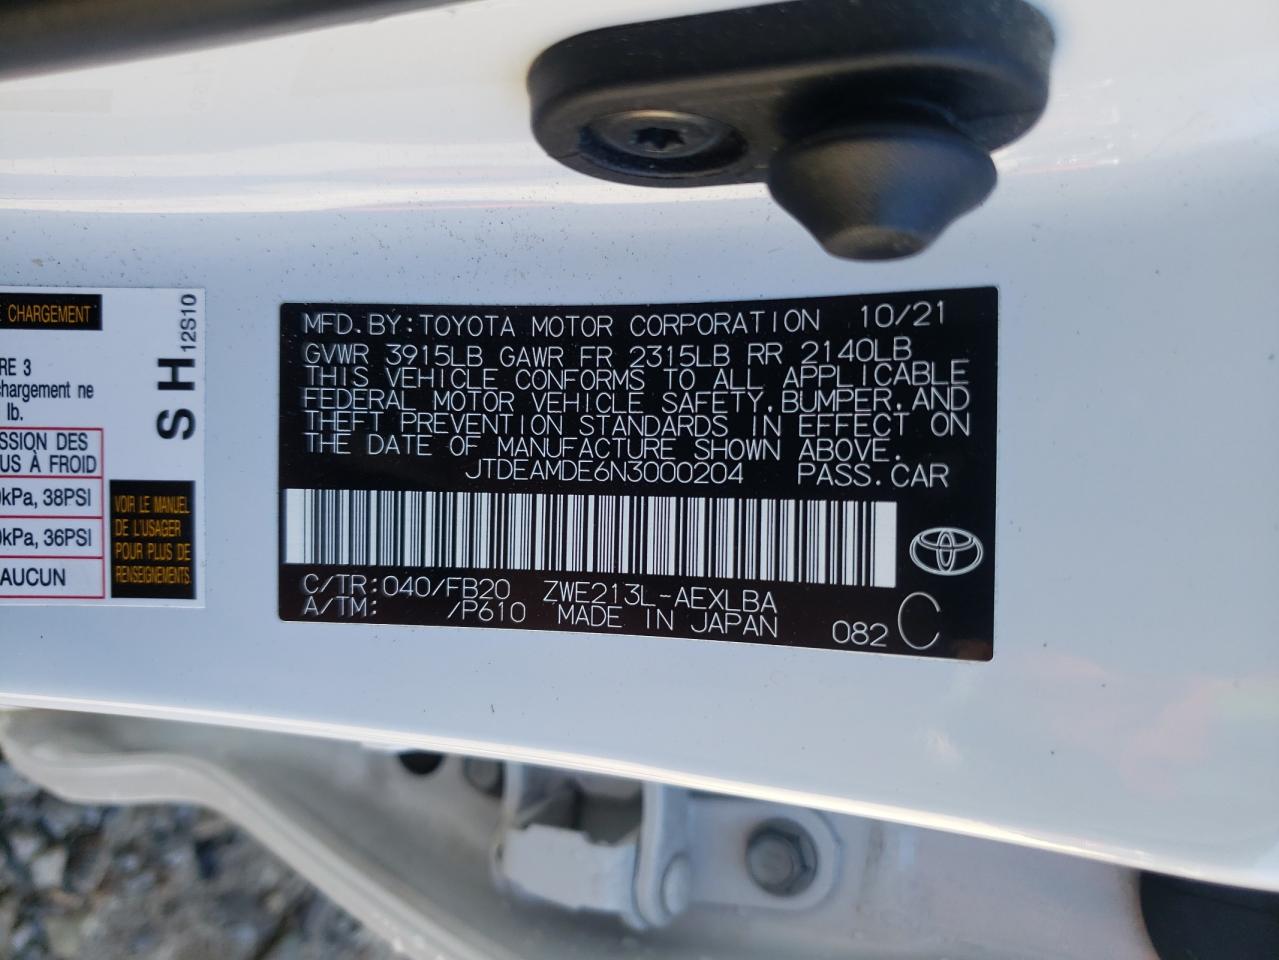 E CHARGEMENT
RE 3
chargement ne
lb.
SSION DES
US À FROID
0kPa, 38PSI
0kPa, 36PSI
AUCUN
SH
12S10
VOIR LE MANUEL
DE L'USAGER
POUR PLUS DE
RENSEIGNEMENTS
MFD.BY:TOYOTA MOTOR CORPORATION 10/21
GVWR 3915LB GAWR FR 2315LB RR 2140LB
THIS VEHICLE CONFORMS TO ALL APPLICABLE
FEDERAL MOTOR VEHICLE SAFETY,BUMPER,AND
THEFT PREVENTION STANDARDS IN EFFECT ON
THE DATE OF MANUFACTURE SHOWN ABOVE.
JTDEAMDE6N3000204 PASS.CAR
C/TR:040/FB20 ZWE213L-AEXLBA
A/TM: /P610 MADE IN JAPAN 082 C